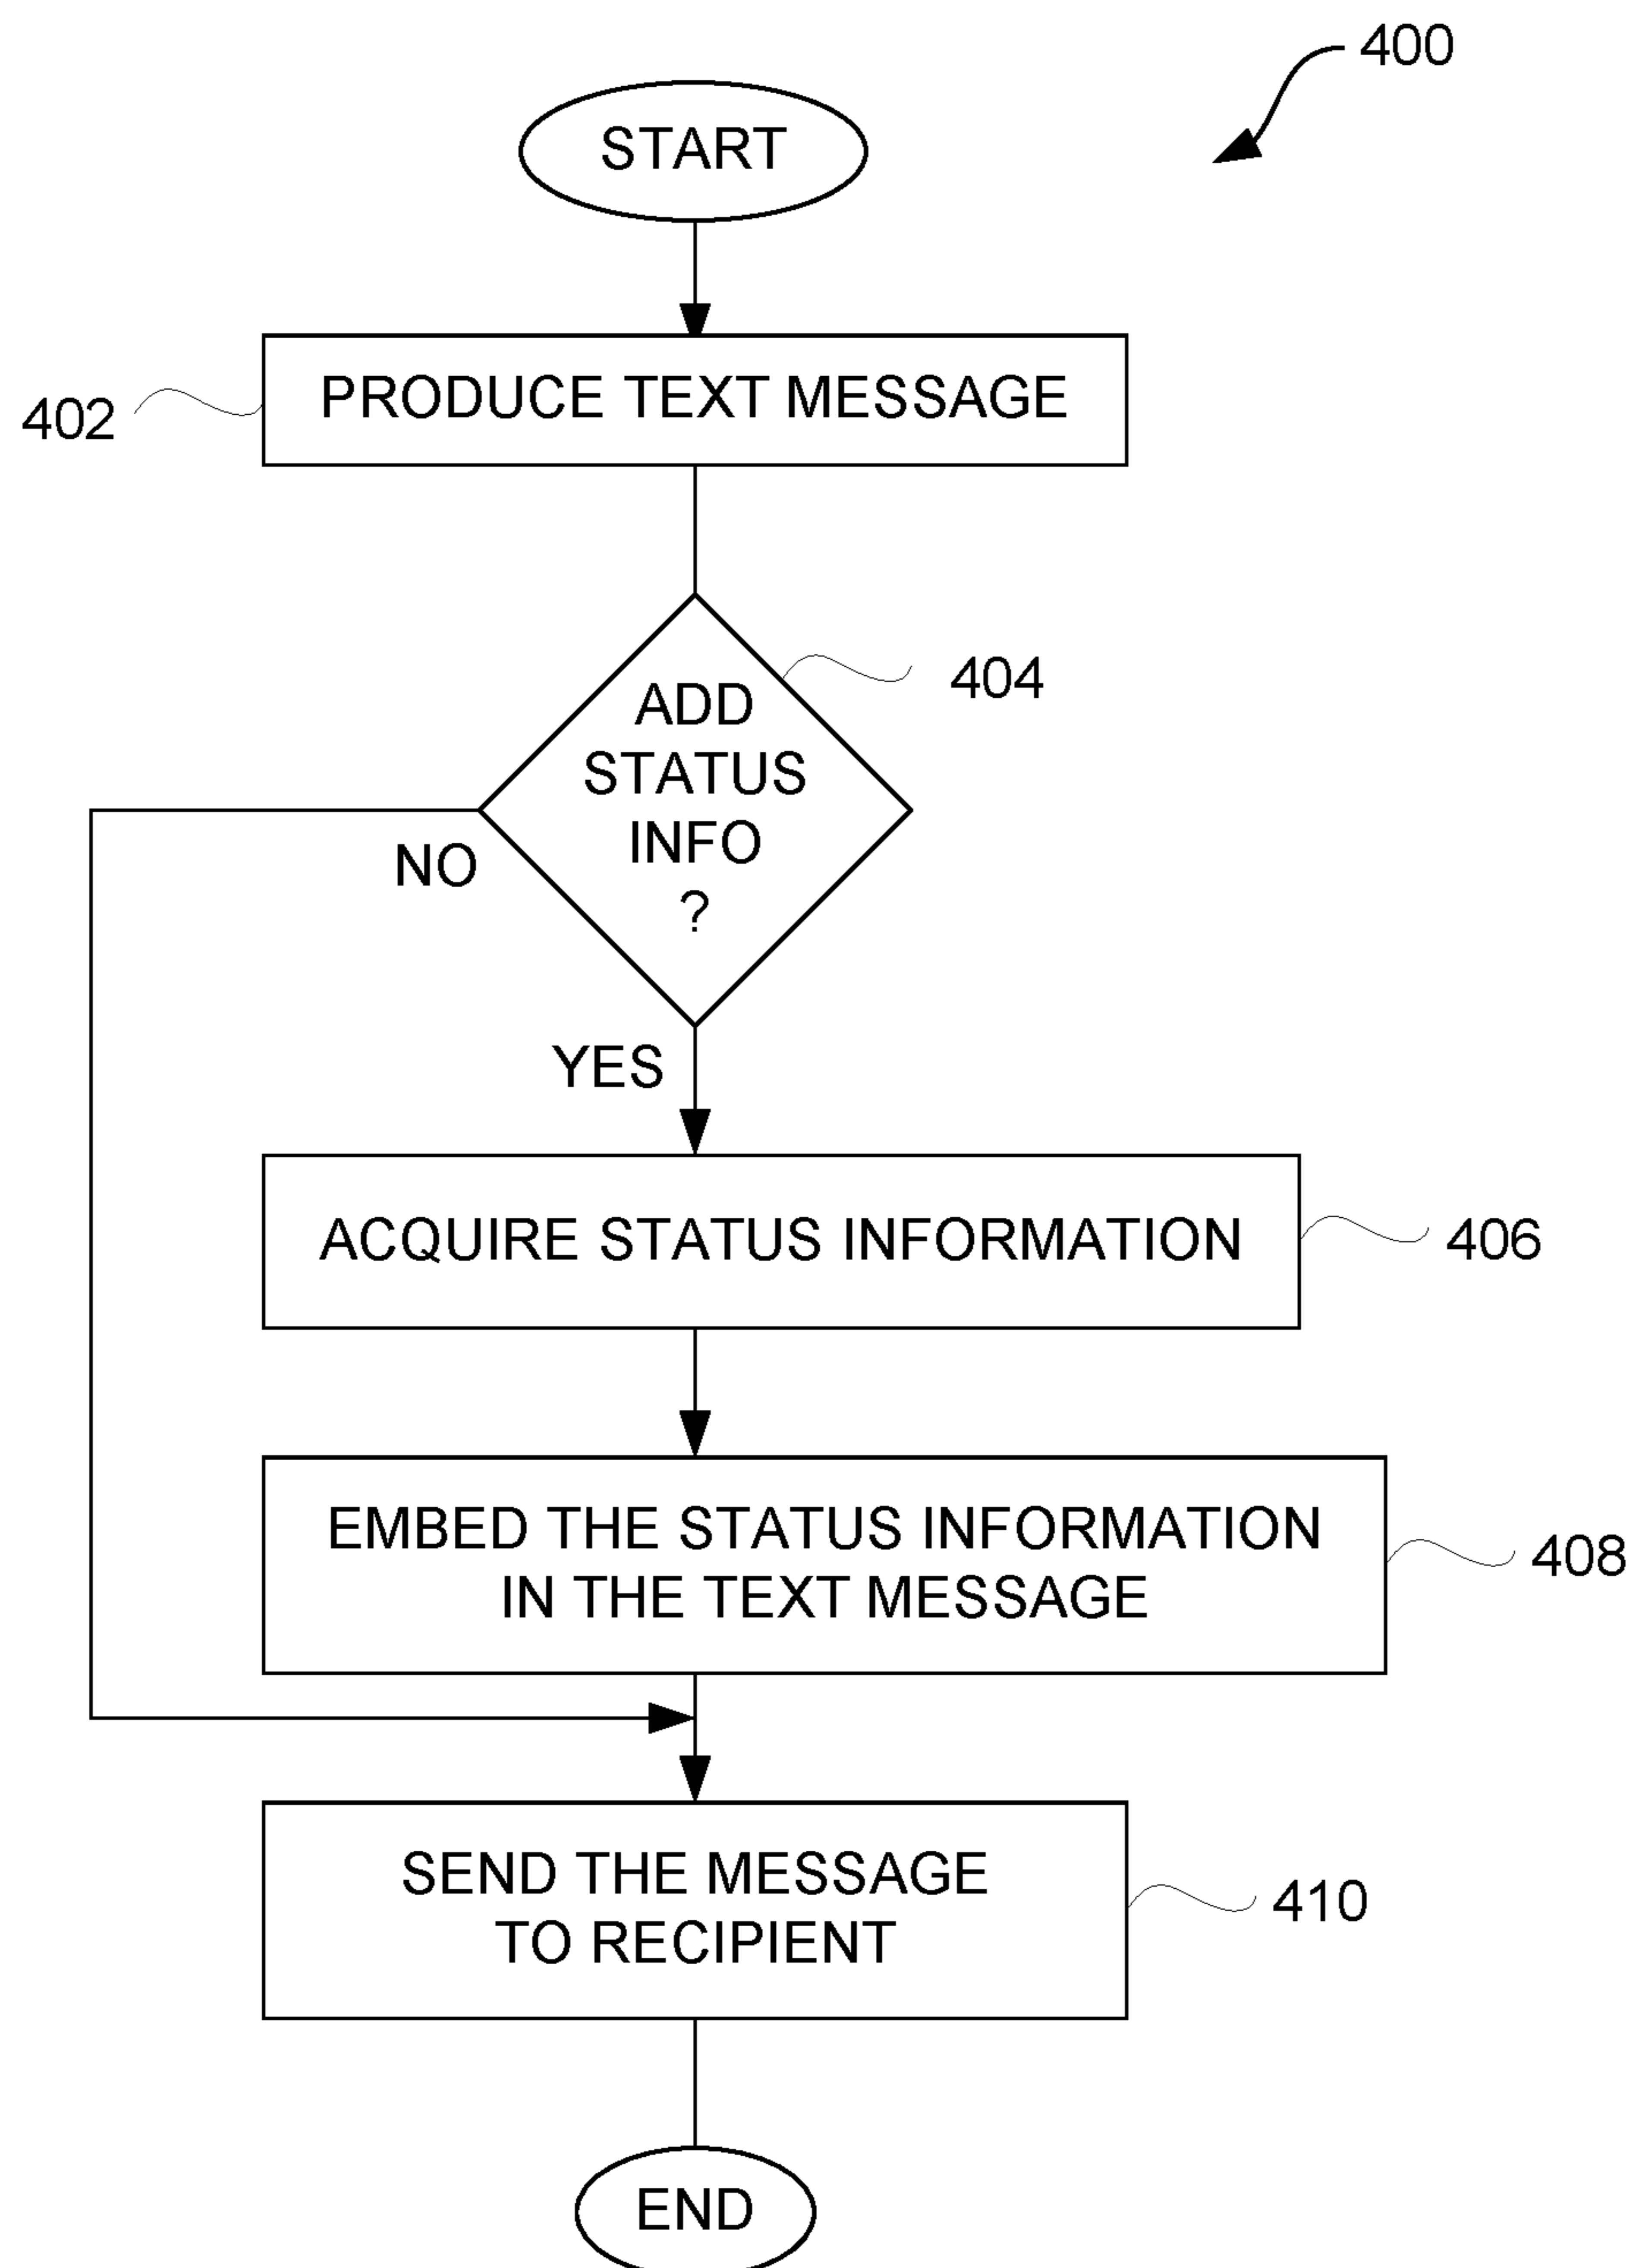 400
START
PRODUCE TEXT MESSAGE
402
404
ADD
STATUS
INFO
?
NO
YES
ACQUIRE STATUS INFORMATION
406
EMBED THE STATUS INFORMATION
IN THE TEXT MESSAGE
408
SEND THE MESSAGE
TO RECIPIENT
410
END